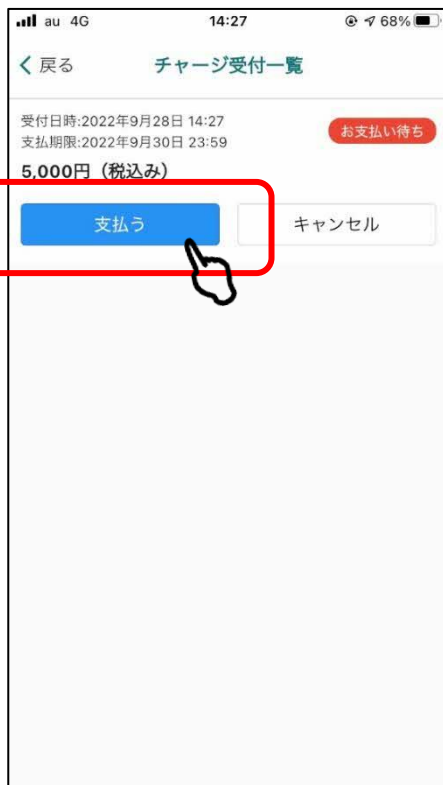 au 4G 14:27 68%
戻る チャージ受付一覧
受付日時:2022年9月28日 14:27
支払期限:2022年9月30日 23:59
お支払い待ち
5,000円（税込み）
支払う キャンセル